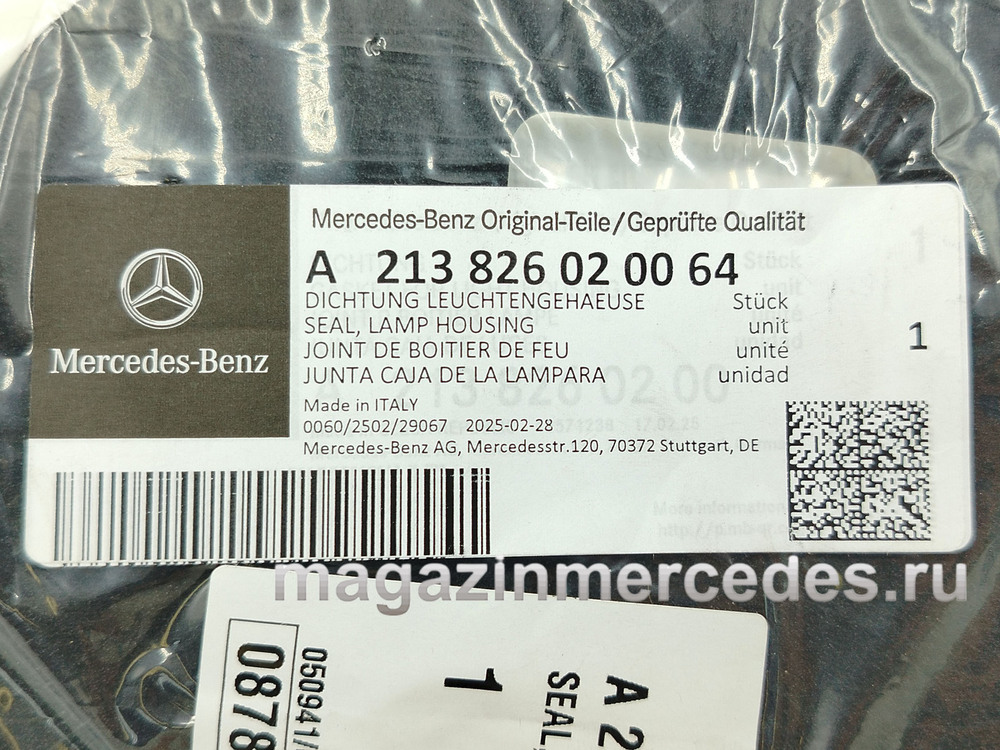 Mercedes-Benz
Mercedes-Benz Original-Teile/Geprüfte Qualität
A 213 826 02 00 64
DICHTUNG LEUCHTENGEHAEUSE Stück
SEAL, LAMP HOUSING unit
JOINT DE BOITIER DE FEU unité
JUNTA CAJA DE LA LAMPARA unidad
1
Made in ITALY
0060/2502/29067 2025-02-28
Mercedes-Benz AG, Mercedesstr.120, 70372 Stuttgart, DE
magazinmercedes.ru
A 2
SEAL
1
050941/
0878